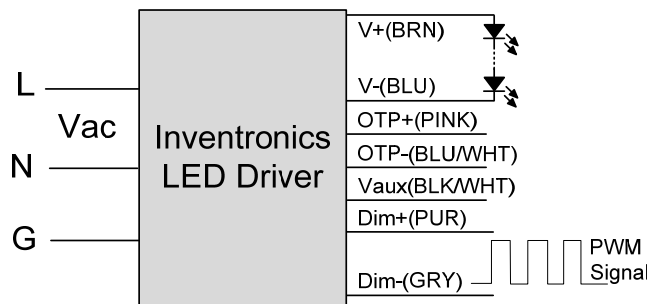 L
Vac
N
G
Inventronics
LED Driver
V+(BRN)
V-(BLU)
OTP+(PINK)
OTP-(BLU/WHT)
Vaux(BLK/WHT)
Dim+(PUR)
Dim-(GRY)
PWM
Signal